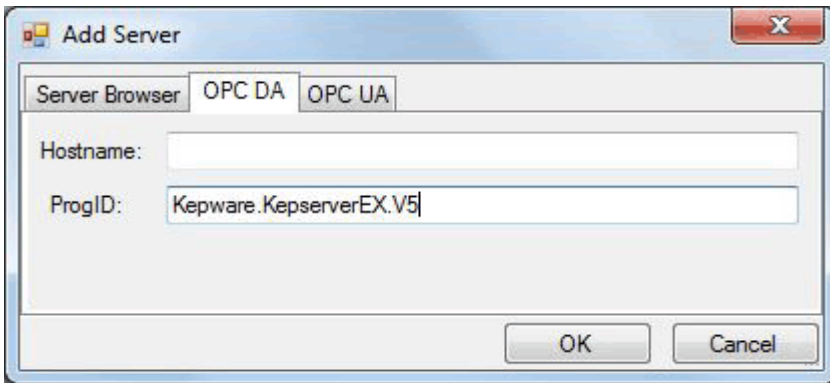 Add Server
Server Browser OPC DA OPC UA
Hostname:
ProgID: Kepware.KepserverEX.V5
OK Cancel